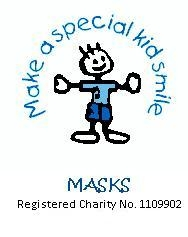 Make a special kid smile
MASKS
Registered Charity No. 1109902